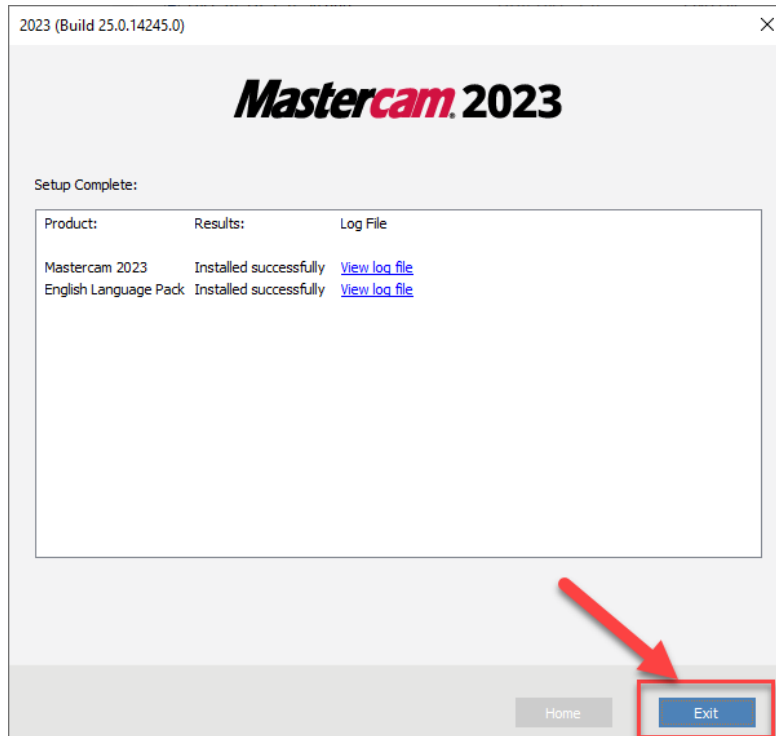 2023 (Build 25.0.14245.0)
Mastercam. 2023
Setup Complete:
Product: Results: Log File
Mastercam 2023 Installed successfully View log file
English Language Pack Installed successfully View log file
Home Exit